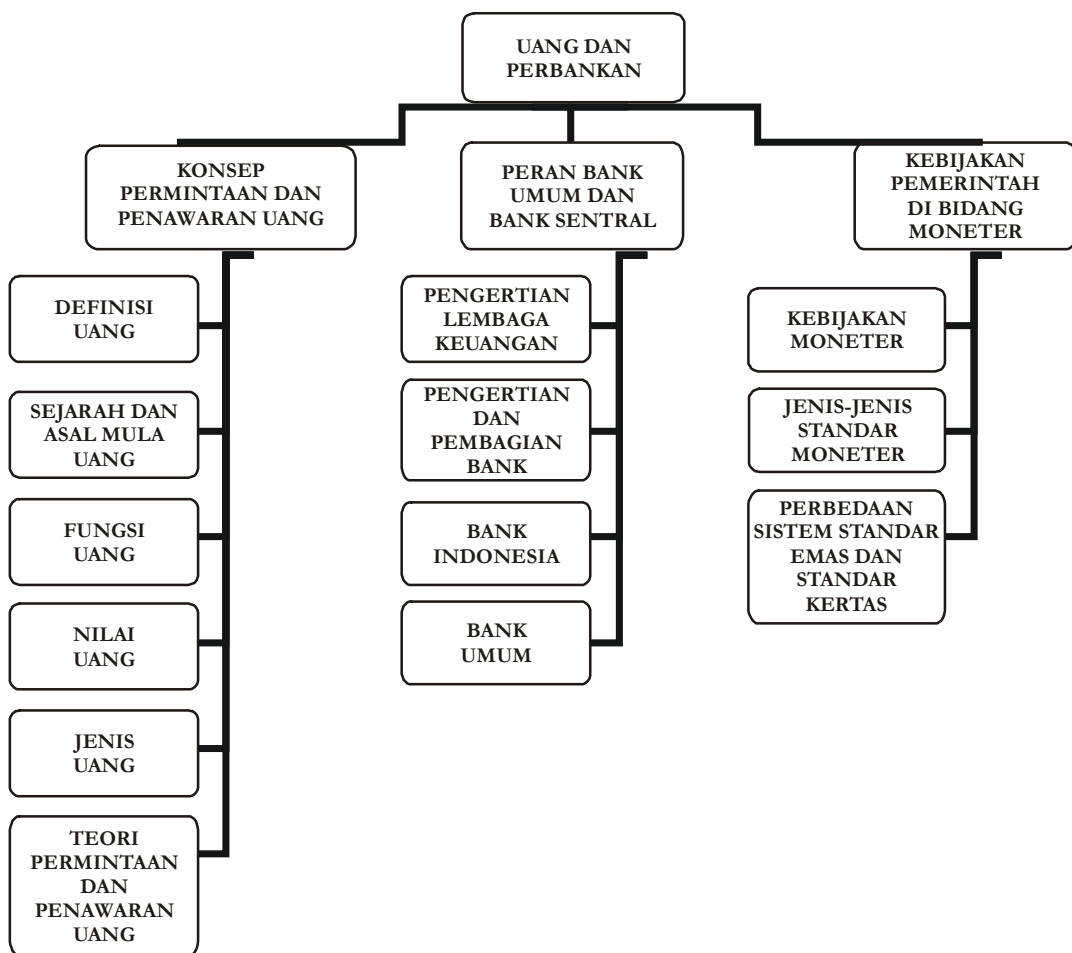 UANG DAN
PERBANKAN
KONSEP
PERMINTAAN DAN
PENAWARAN UANG
PERAN BANK
UMUM DAN
BANK SENTRAL
KEBIJAKAN
PEMERINTAH
DI BIDANG
MONETER
DEFINISI
UANG
SEJARAH DAN
ASAL MULA
UANG
FUNGSI
UANG
NILAI
UANG
JENIS
UANG
TEORI
PERMINTAAN
DAN
PENAWARAN
UANG
PENGERTIAN
LEMBAGA
KEUANGAN
PENGERTIAN
DAN
PEMBAGIAN
BANK
BANK
INDONESIA
BANK
UMUM
KEBIJAKAN
MONETER
JENIS-JENIS
STANDAR
MONETER
PERBEDAAN
SISTEM STANDAR
EMAS DAN
STANDAR
KERTAS